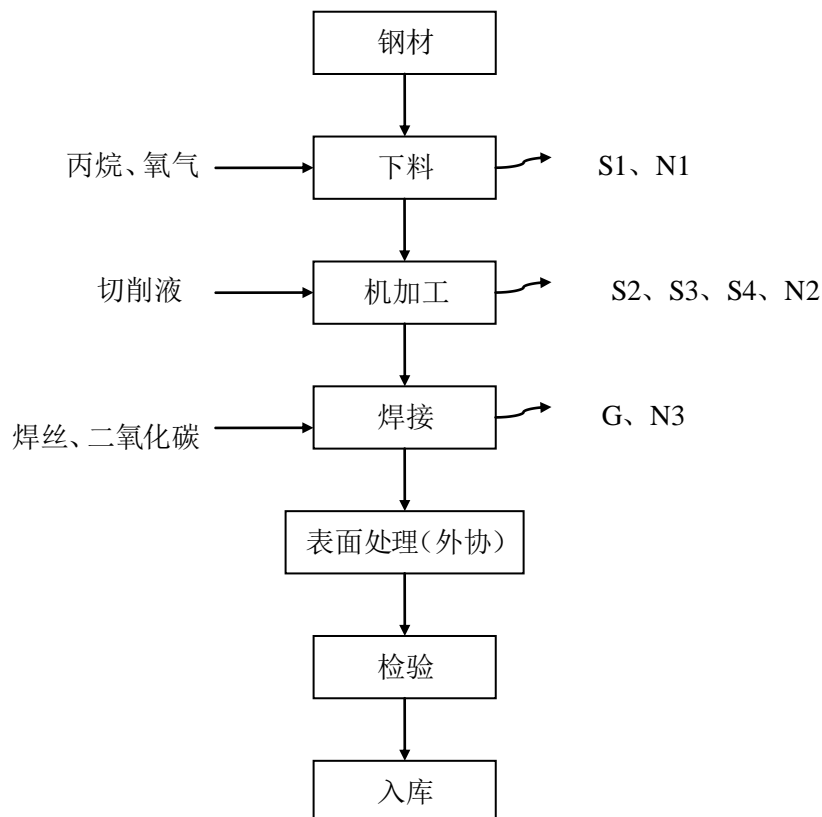 钢材
丙烷、氧气
下料
S1、N1
切削液
机加工
S2、S3、S4、N2
焊丝、二氧化碳
焊接
G、N3
表面处理(外协)
检验
入库